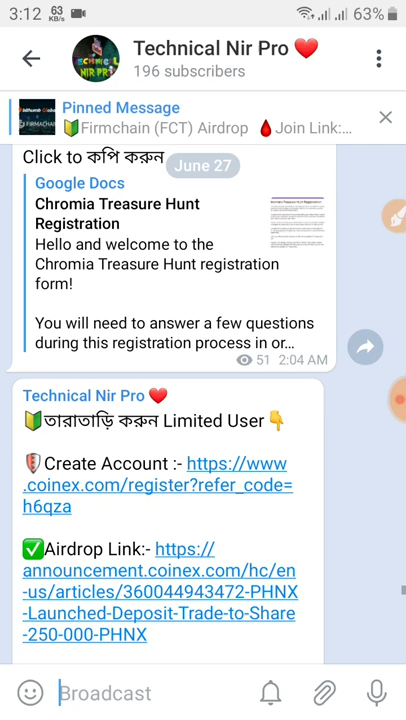 3:12 63 KB/s 63%
Technical Nir Pro ❤️
196 subscribers
Pinned Message
🔰Firmchain (FCT) Airdrop 🩸Join Link:...
Click to কপি করুন
June 27
Google Docs
Chromia Treasure Hunt
Registration
Hello and welcome to the
Chromia Treasure Hunt registration
form!
You will need to answer a few questions
during this registration process in or...
51 2:04 AM
Technical Nir Pro ❤️
🔰তারাতাড়ি করুন Limited User👇
Create Account :- https://www
.coinex.com/register?refer_code=
h6qza
✅Airdrop Link:- https://
announcement.coinex.com/hc/en
-us/articles/360044943472-PHNX
-Launched-Deposit-Trade-to-Share
-250-000-PHNX
Broadcast